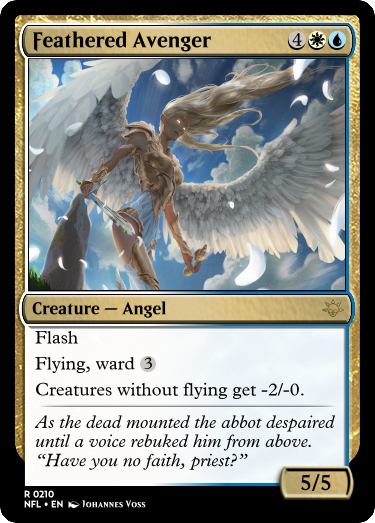 Feathered Avenger 4
Creature — Angel
Flash
Flying, ward 3
Creatures without flying get -2/-0.
As the dead mounted the abbot despaired
until a voice rebuked him from above.
“Have you no faith, priest?”
5/5
R 0210
NFL • EN Johannes Voss